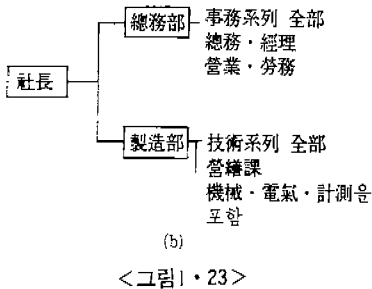 總務部 事務系列 全部
總務·經理
營業·勞務
社長
製造部 技術系列 全部
營繕課
機械·電氣·計測을
포함
(b)
<그림1·23>